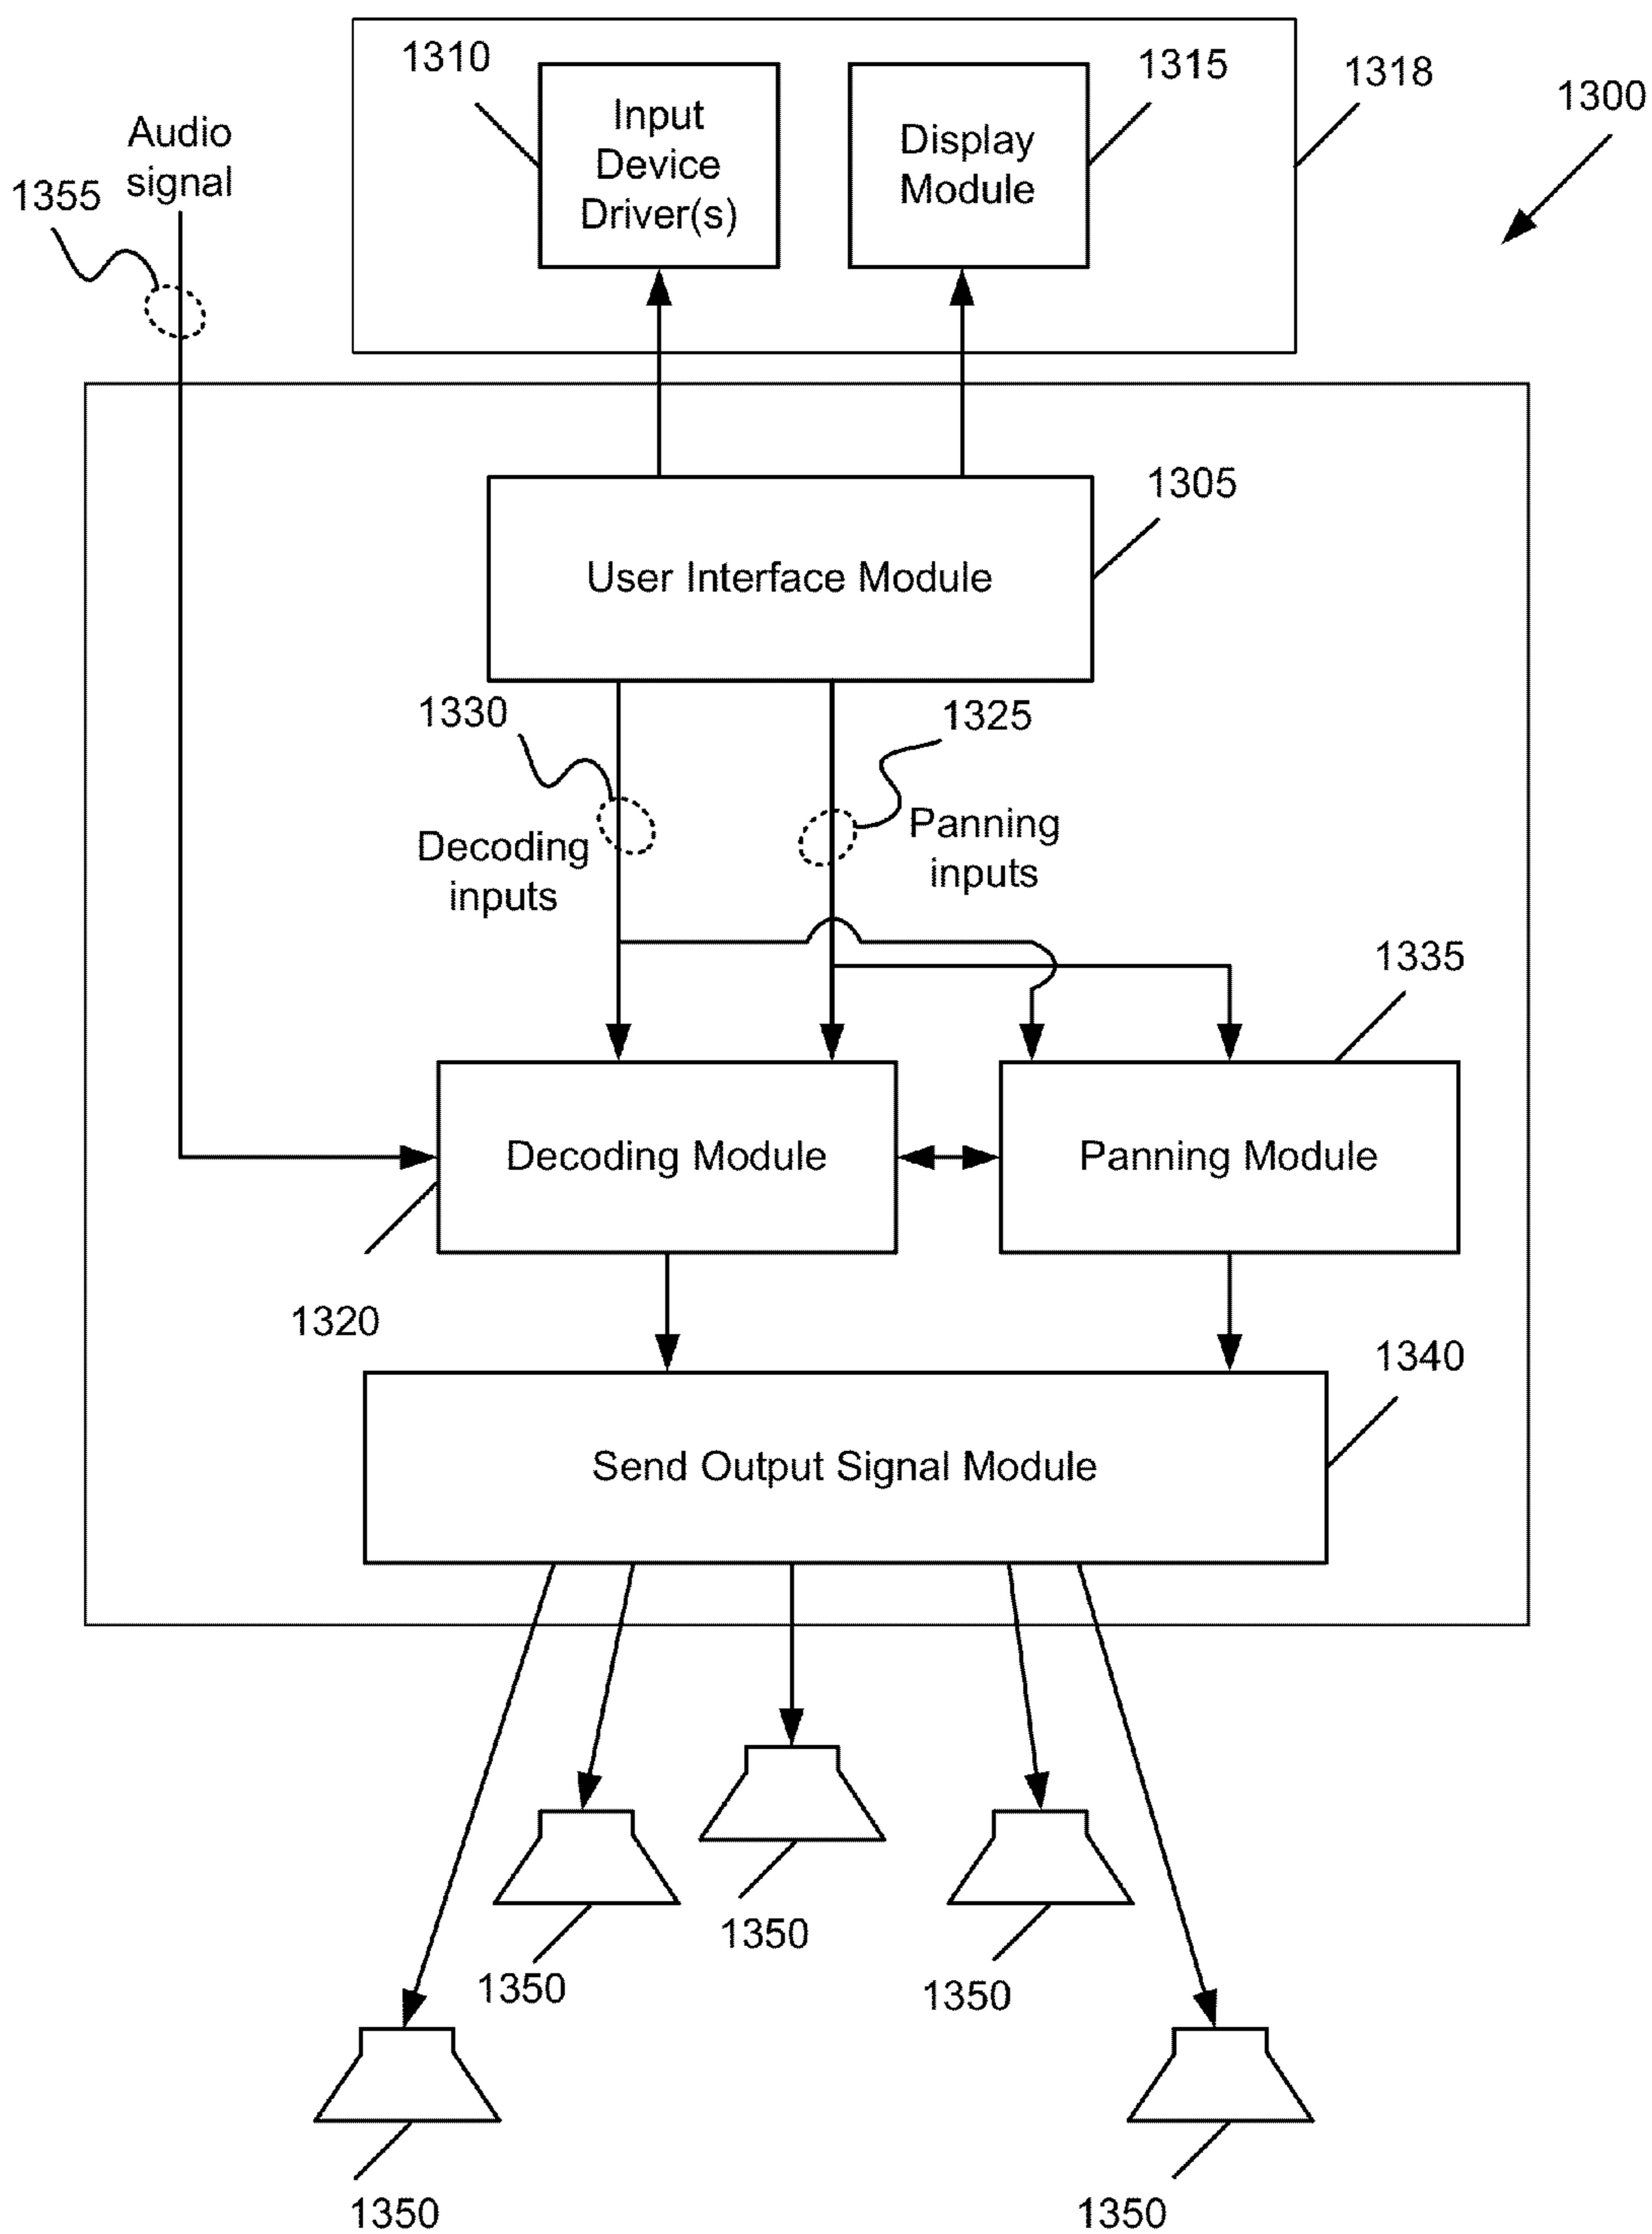 1310
Input
Device
Driver(s)
Display
Module
1315
1318
1300
Audio
signal
1355
1305
User Interface Module
1330
1325
Decoding
inputs
Panning
inputs
1335
Decoding Module
Panning Module
1320
1340
Send Output Signal Module
1350
1350
1350
1350
1350